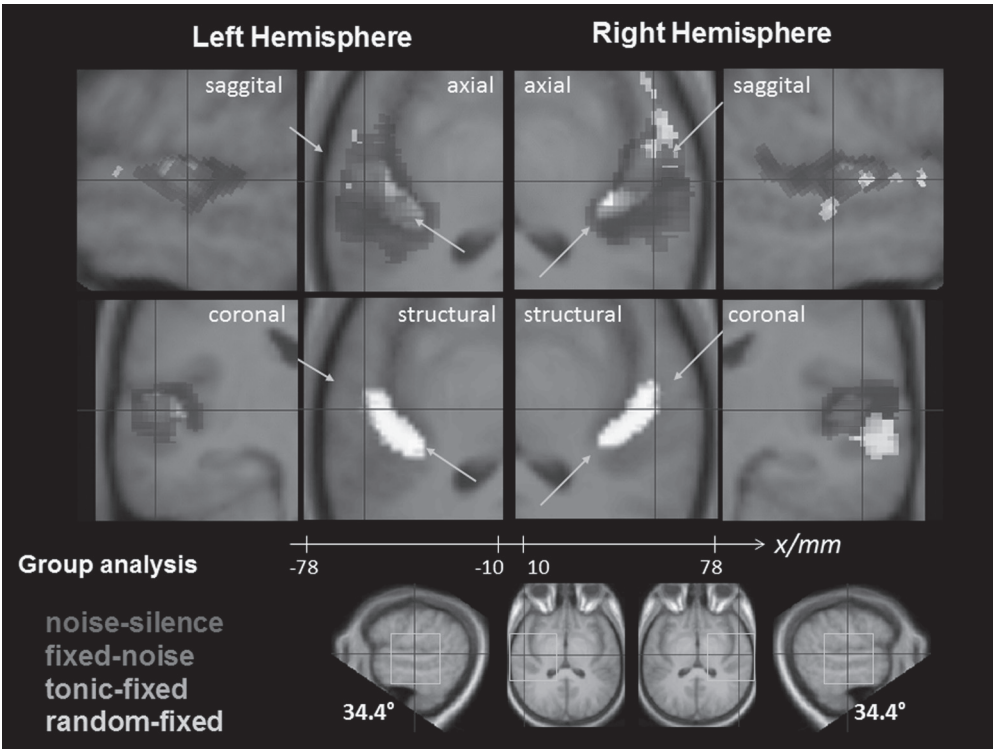 Left Hemisphere
Right Hemisphere
saggital
axial
axial
saggital
coronal
structural
structural
coronal
x/mm
-78
-10
10
78
Group analysis
noise-silence
fixed-noise
tonic-fixed
random-fixed
34.4°
34.4°